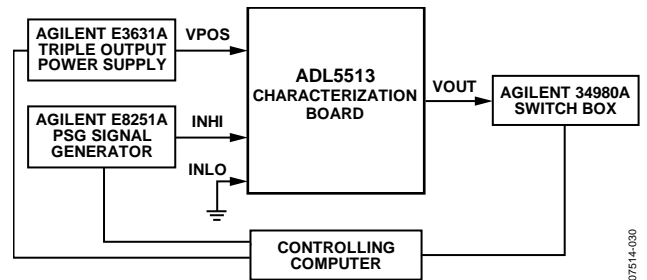 AGILENT E3631A
TRIPLE OUTPUT
POWER SUPPLY
VPOS
ADL5513
CHARACTERIZATION
BOARD
VOUT
AGILENT 34980A
SWITCH BOX
AGILENT E8251A
PSG SIGNAL
GENERATOR
INHI
INLO
CONTROLLING
COMPUTER
07514-030